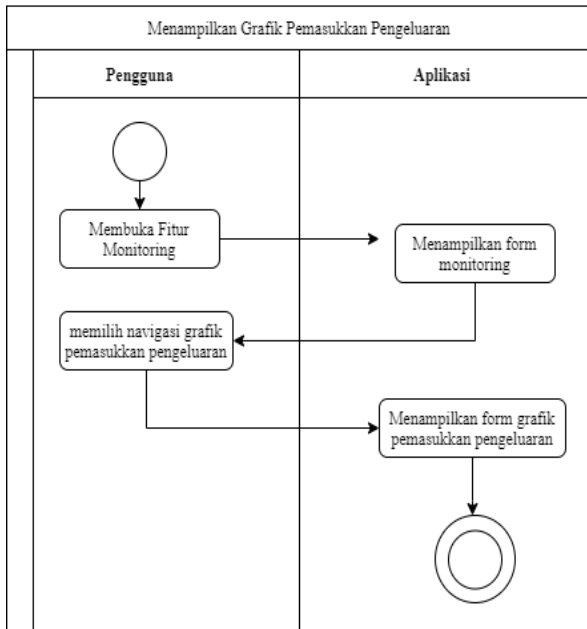 Menampilkan Grafik Pemasukkan Pengeluaran
Pengguna
Aplikasi
Membuka Fitur
Monitoring
Menampilkan form
monitoring
memilih navigasi grafik
pemasukkan pengeluaran
Menampilkan form grafik
pemasukkan pengeluaran